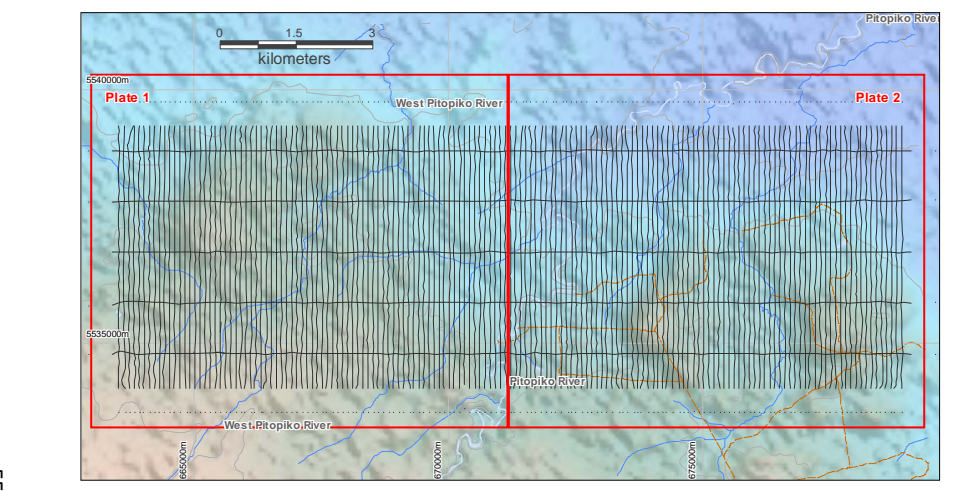 Pitopiko River
0 1.5 3
kilometers
5540000m
Plate 1
West Pitopiko River
Plate 2
5535000m
Pitopiko River
West Pitopiko River
665000m
670000m
675000m